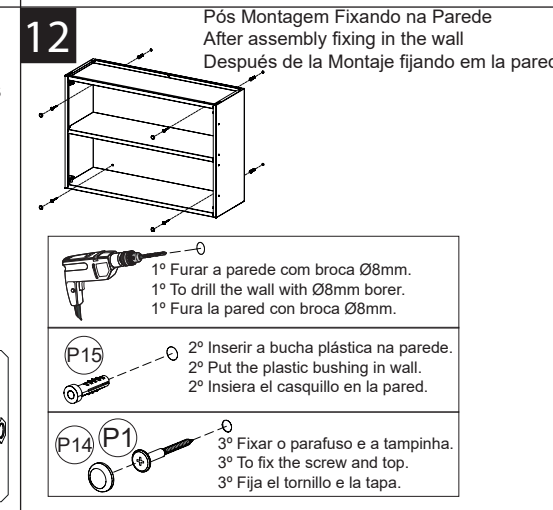 12
Pós Montagem Fixando na Parede
After assembly fixing in the wall
Después de la Montaje fijando em la pared
1º Furar a parede com broca Ø8mm.
1º To drill the wall with Ø8mm borer.
1º Fura la pared con broca Ø8mm.
P15
2º Inserir a bucha plástica na parede.
2º Put the plastic bushing in wall.
2º Insiera el casquillo en la pared.
P14 P1
3º Fixar o parafuso e a tampinha.
3º To fix the screw and top.
3º Fija el tornillo e la tapa.